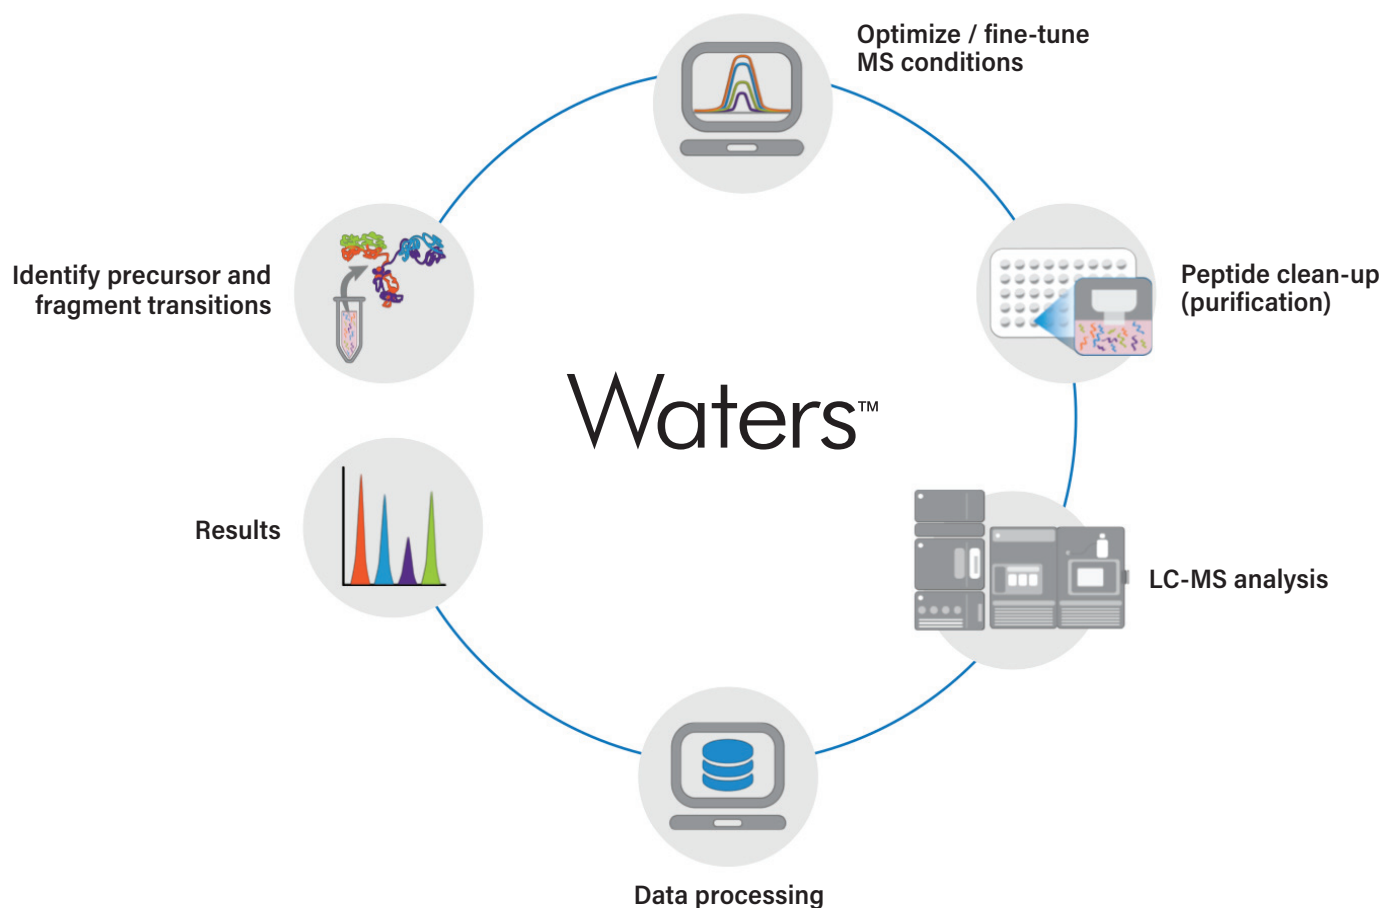 Optimize / fine-tune
MS conditions
Identify precursor and
fragment transitions
Peptide clean-up
(purification)
Waters™
Results
LC-MS analysis
Data processing